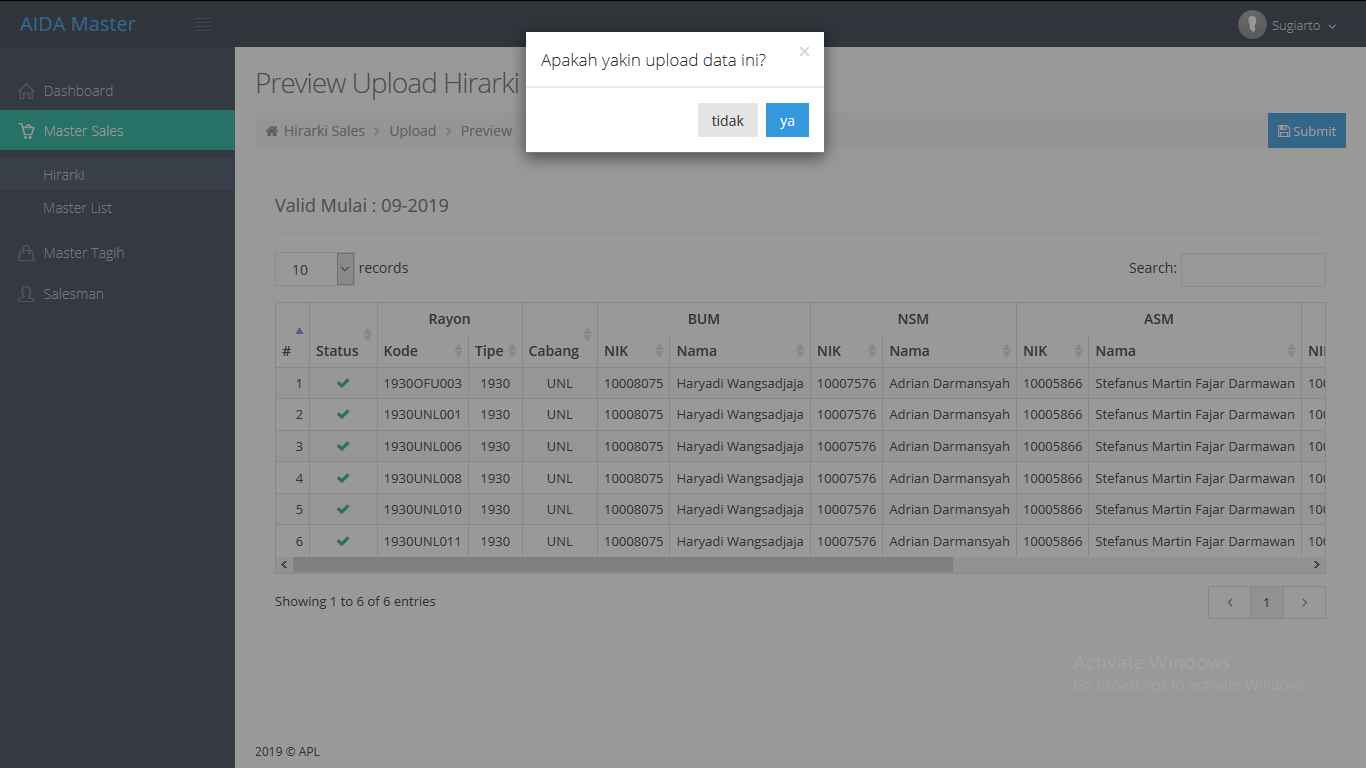 AIDA Master
Sugiarto
Apakah yakin upload data ini?
×
tidak ya
Preview Upload Hirarki
Hirarki Sales > Upload > Preview
Submit
Dashboard
Master Sales
Hirarki
Master List
Master Tagih
Salesman
Valid Mulai : 09-2019
10 records
Search:
Rayon BUM NSM ASM
# Status Kode Tipe Cabang NIK Nama NIK Nama NIK Nama
1 1930OFU003 1930 UNL 10008075 Haryadi Wangsadjaja 10007576 Adrian Darmansyah 10005866 Stefanus Martin Fajar Darmawan
2 1930UNL001 1930 UNL 10008075 Haryadi Wangsadjaja 10007576 Adrian Darmansyah 10005866 Stefanus Martin Fajar Darmawan
3 1930UNL006 1930 UNL 10008075 Haryadi Wangsadjaja 10007576 Adrian Darmansyah 10005866 Stefanus Martin Fajar Darmawan
4 1930UNL008 1930 UNL 10008075 Haryadi Wangsadjaja 10007576 Adrian Darmansyah 10005866 Stefanus Martin Fajar Darmawan
5 1930UNL010 1930 UNL 10008075 Haryadi Wangsadjaja 10007576 Adrian Darmansyah 10005866 Stefanus Martin Fajar Darmawan
6 1930UNL011 1930 UNL 10008075 Haryadi Wangsadjaja 10007576 Adrian Darmansyah 10005866 Stefanus Martin Fajar Darmawan
Showing 1 to 6 of 6 entries
< 1 >
Activate Windows
Go to Settings to activate Windows.
2019 © APL